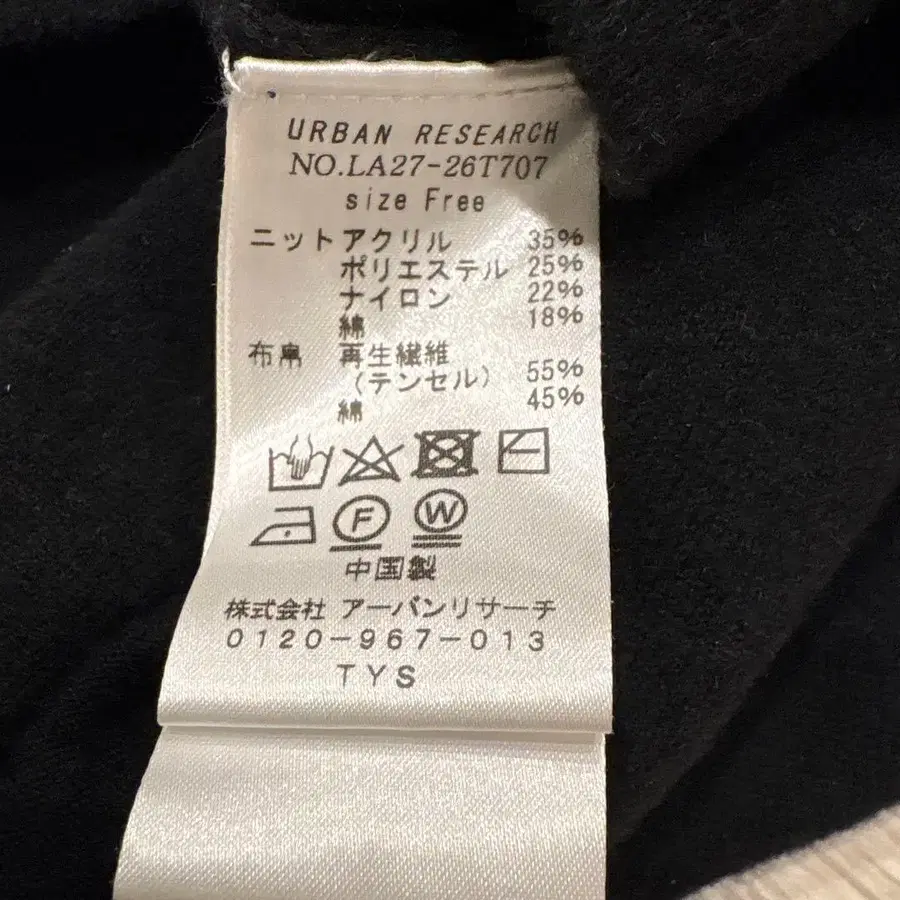 URBAN RESEARCH
NO.LA27-26T707
size Free
ニット アクリル 35%
ポリエステル 25%
ナイロン 22%
綿 18%
布帛 再生繊維
(テンセル) 55%
綿 45%
F W
中国製
株式会社 アーバンリサーチ
0120-967-013
TYS